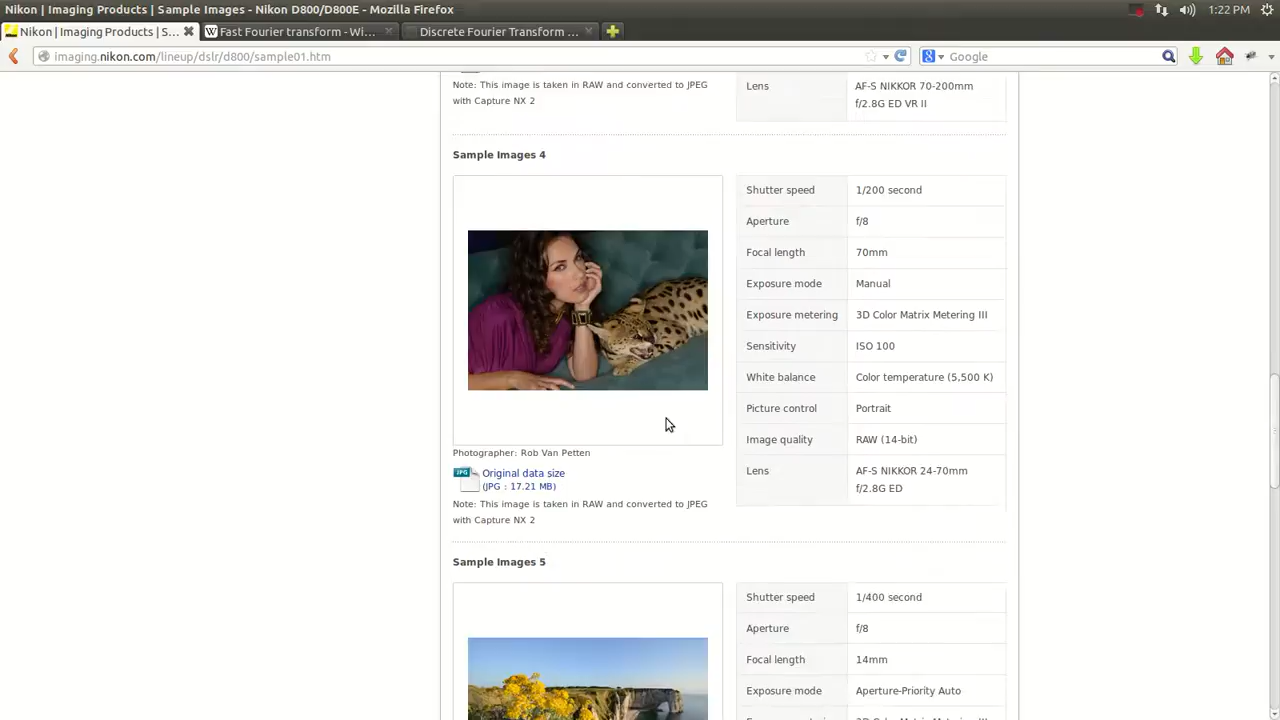 Nikon | Imaging Products | Sample Images - Nikon D800/D800E - Mozilla Firefox
1:22 PM
Nikon | Imaging Products | S...
Fast Fourier transform - Wi...
Discrete Fourier Transform ...
imaging.nikon.com/lineup/dslr/d800/sample01.htm
Google
Note: This image is taken in RAW and converted to JPEG
with Capture NX 2
Lens
AF-S NIKKOR 70-200mm
f/2.8G ED VR II
Sample Images 4
Shutter speed
1/200 second
Aperture
f/8
Focal length
70mm
Exposure mode
Manual
Exposure metering
3D Color Matrix Metering III
Sensitivity
ISO 100
White balance
Color temperature (5,500 K)
Picture control
Portrait
Image quality
RAW (14-bit)
Lens
AF-S NIKKOR 24-70mm
f/2.8G ED
Photographer: Rob Van Petten
JPG
Original data size
(JPG : 17.21 MB)
Note: This image is taken in RAW and converted to JPEG
with Capture NX 2
Sample Images 5
Shutter speed
1/400 second
Aperture
f/8
Focal length
14mm
Exposure mode
Aperture-Priority Auto